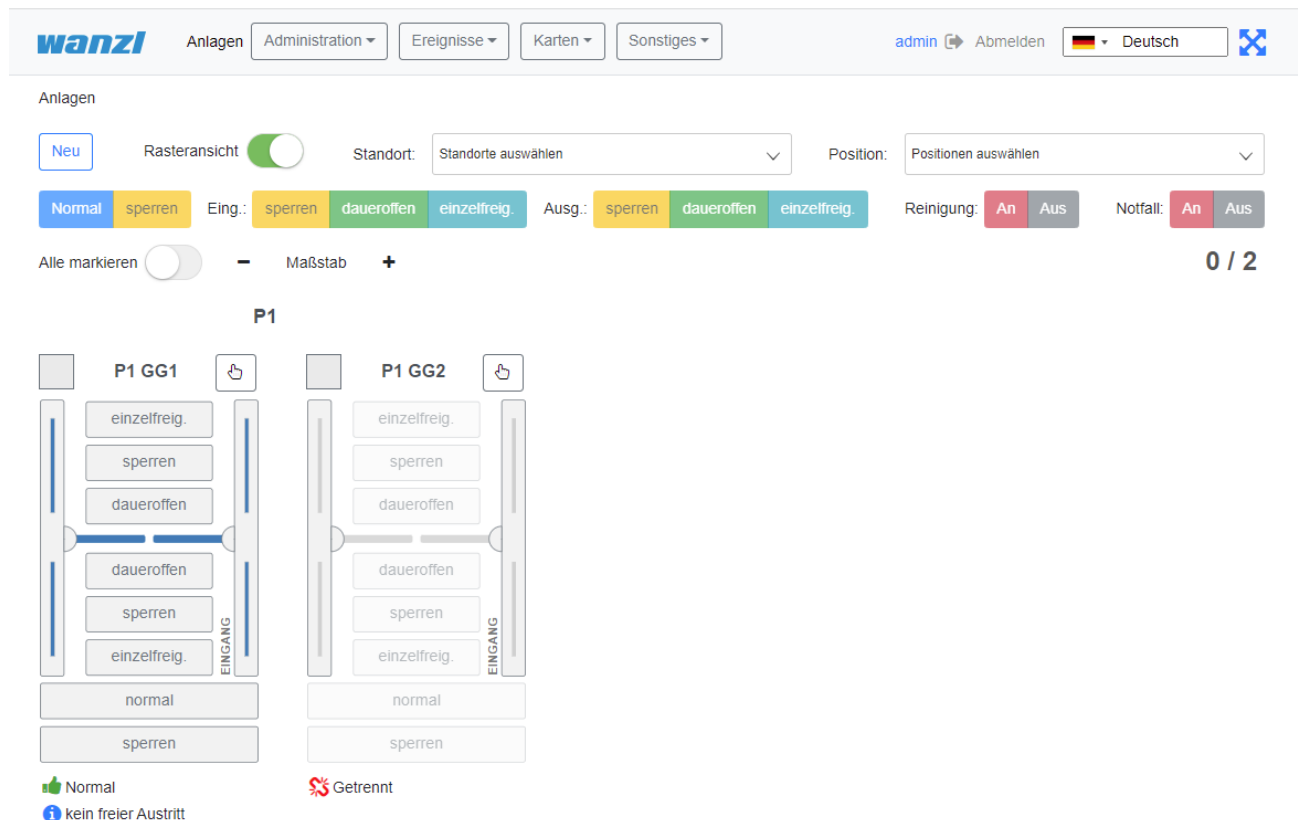 wanzl Anlagen Administration Ereignisse Karten Sonstiges admin Abmelden Deutsch
Anlagen
Neu Rasteransicht Standort: Standorte auswählen Position: Positionen auswählen
Normal sperren Eing.: sperren daueroffen einzelfreig. Ausg.: sperren daueroffen einzelfreig. Reinigung: An Aus Notfall: An Aus
Alle markieren − Maßstab + 0 / 2
P1
P1 GG1 P1 GG2
einzelfreig. einzelfreig.
sperren sperren
daueroffen daueroffen
daueroffen daueroffen
sperren sperren
einzelfreig. EINGANG einzelfreig. EINGANG
normal normal
sperren sperren
Normal Getrennt
kein freier Austritt